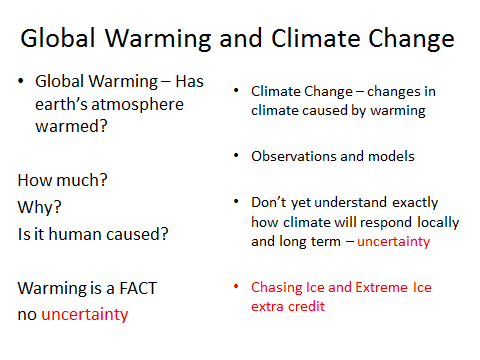 Global Warming and Climate Change
• Global Warming – Has
earth's atmosphere
warmed?
How much?
Why?
Is it human caused?
Warming is a FACT
no uncertainty
• Climate Change – changes in
climate caused by warming
• Observations and models
• Don't yet understand exactly
how climate will respond locally
and long term – uncertainty
• Chasing Ice and Extreme Ice
extra credit